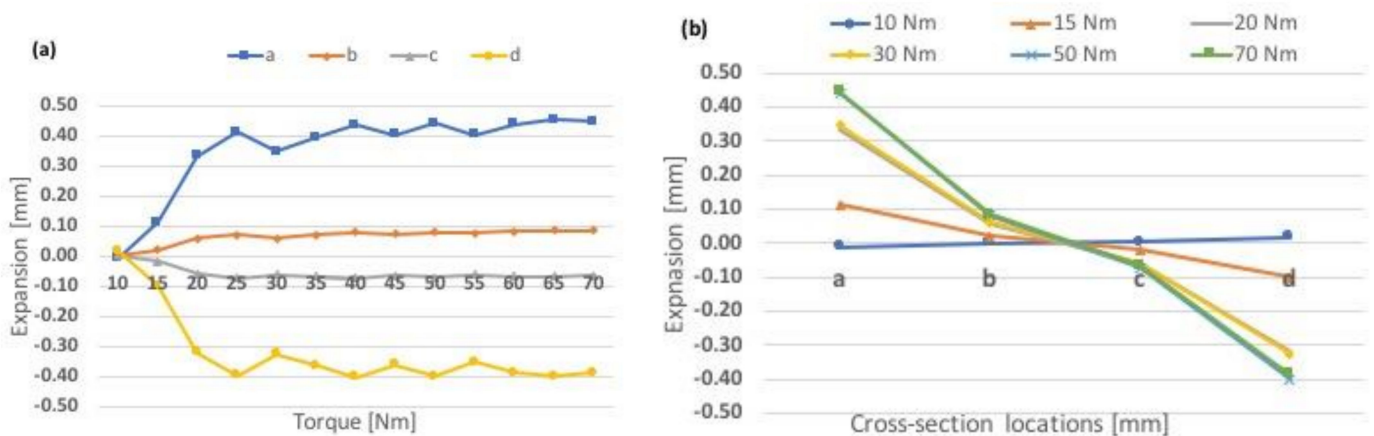 (a)
a b c d
0.50
0.40
0.30
0.20
0.10
0.00
-0.10
-0.20
-0.30
-0.40
-0.50
Expansion [mm]
10 15 20 25 30 35 40 45 50 55 60 65 70
Torque [Nm]
(b)
10 Nm 15 Nm 20 Nm
30 Nm 50 Nm 70 Nm
0.50
0.40
0.30
0.20
0.10
0.00
-0.10
-0.20
-0.30
-0.40
-0.50
Expnasion [mm]
a b c d
Cross-section locations [mm]